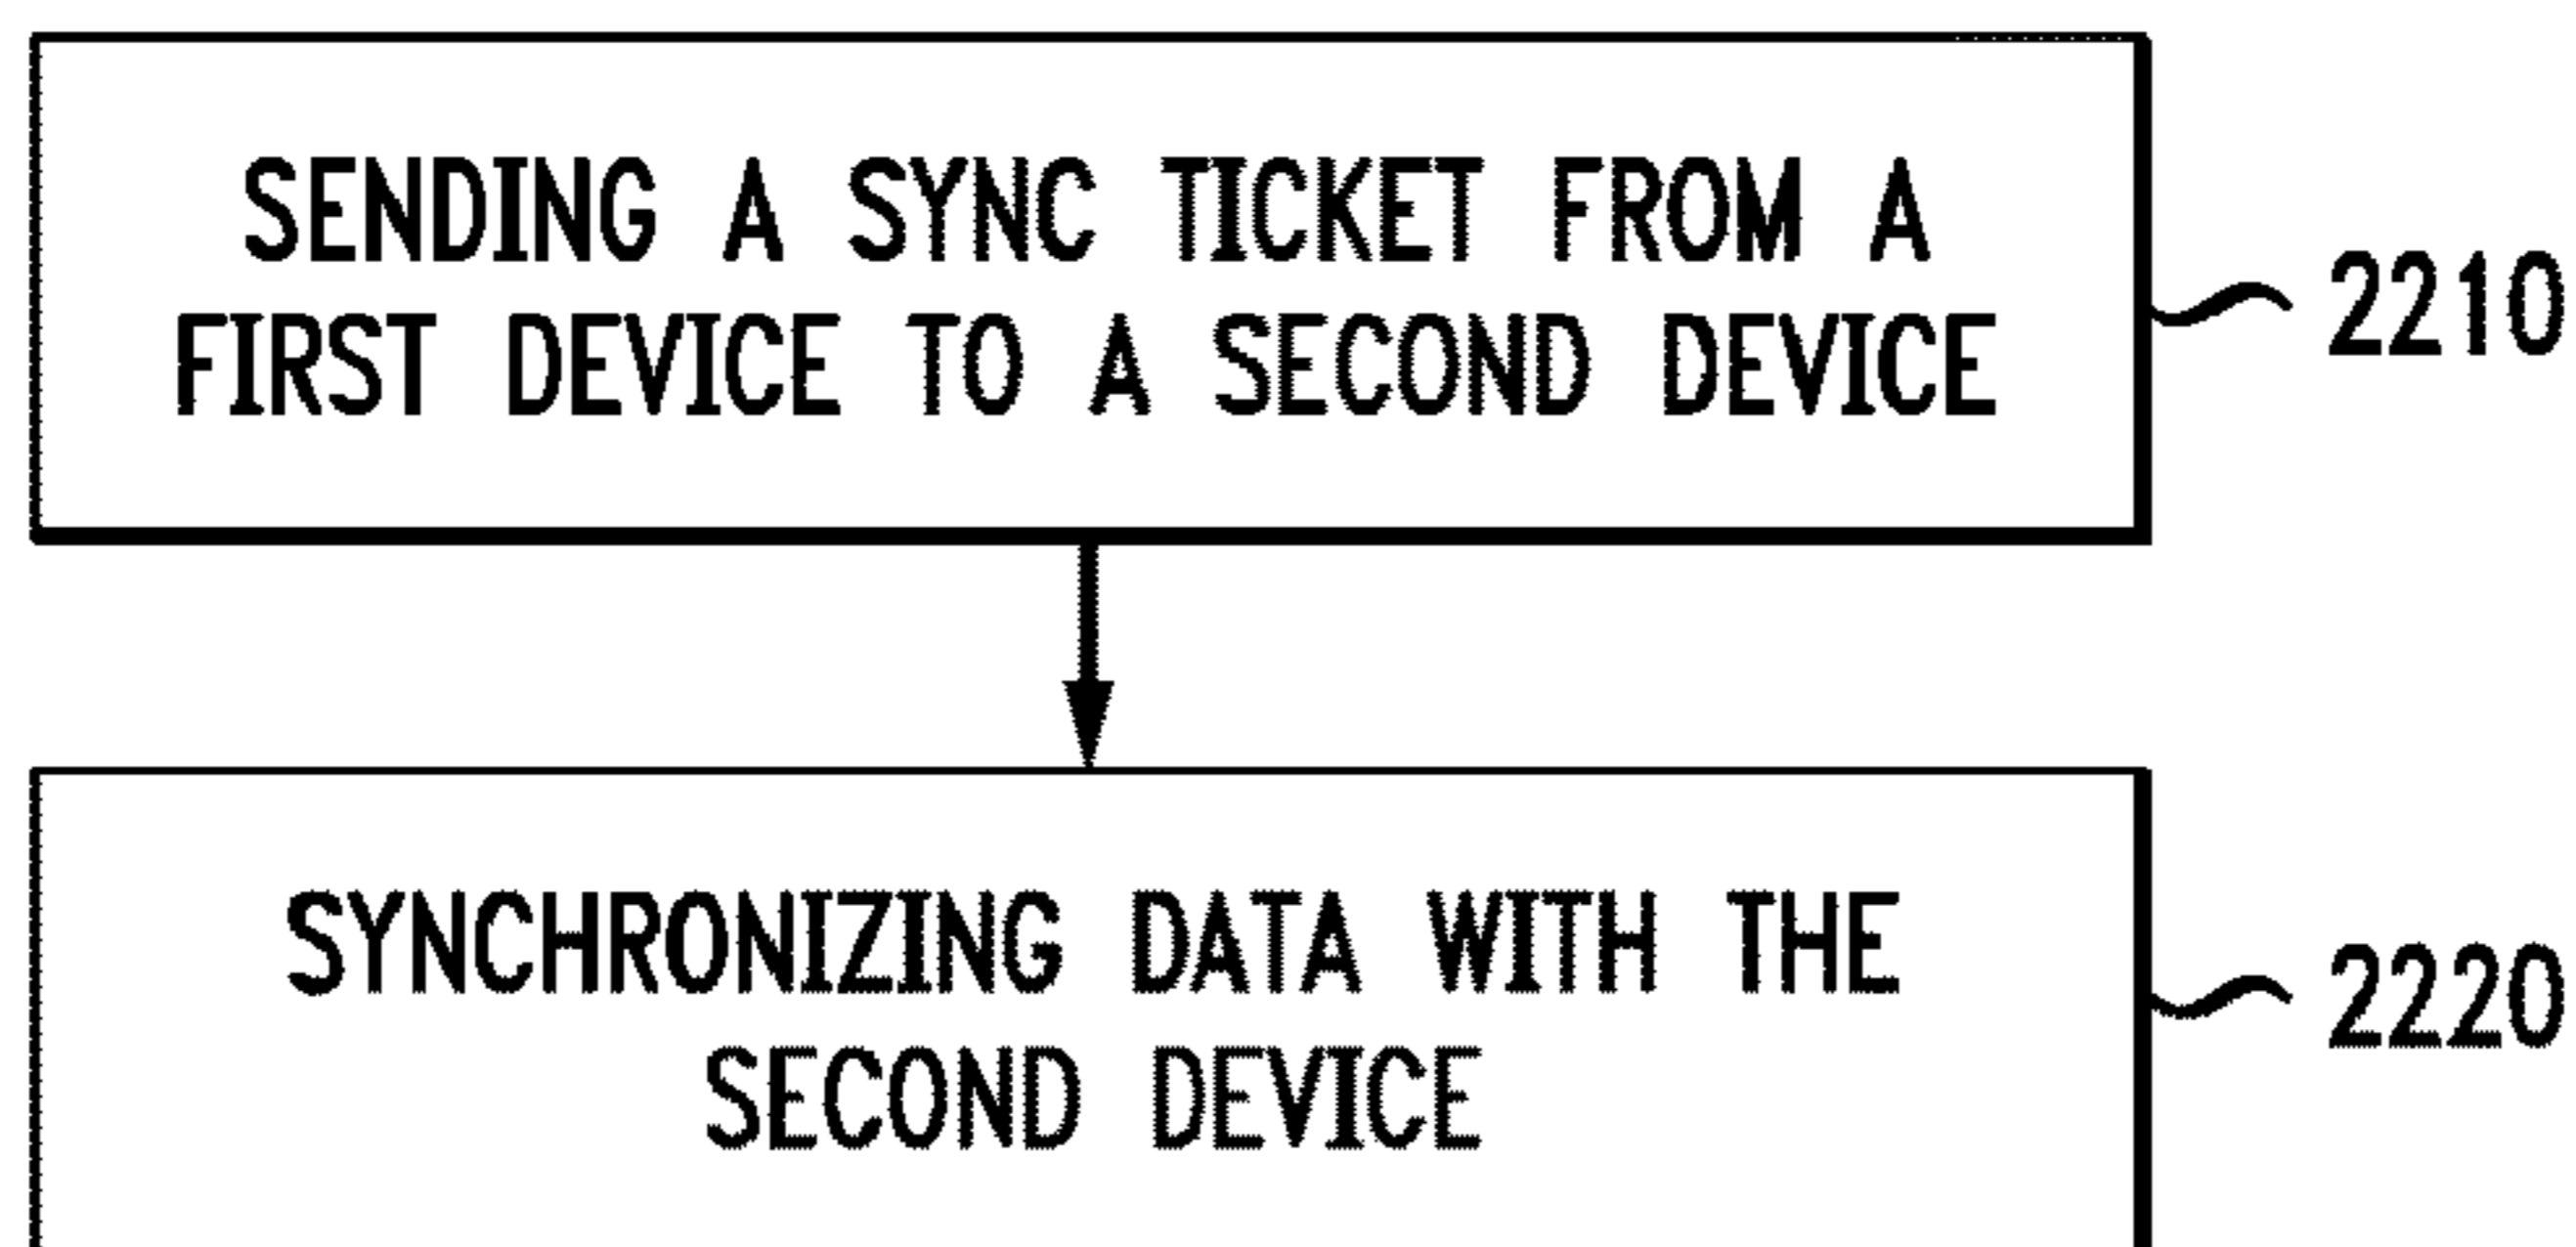 SENDING A SYNC TICKET FROM A
FIRST DEVICE TO A SECOND DEVICE
2210
SYNCHRONIZING DATA WITH THE
SECOND DEVICE
2220